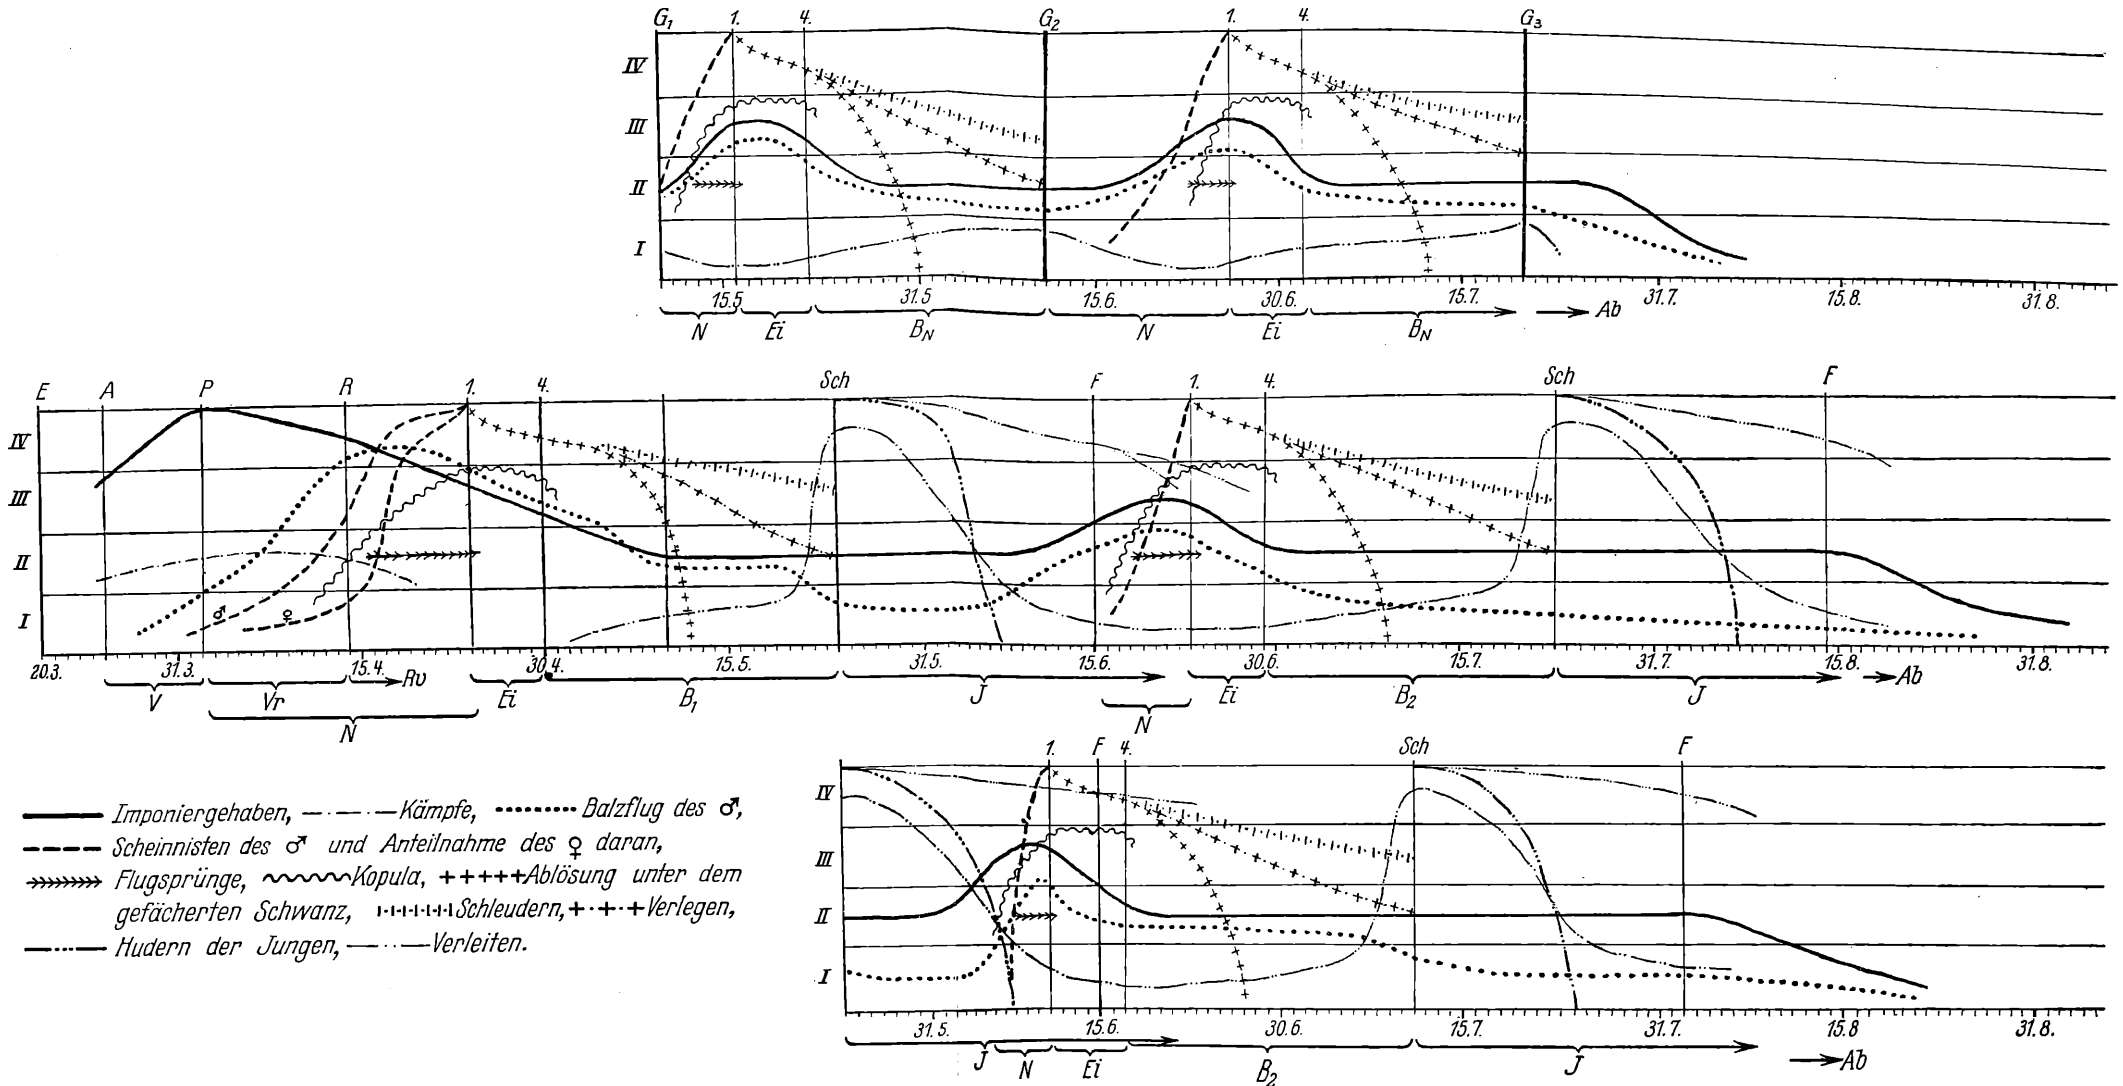 G₁ 1. 4. G₂ 1. 4. G₃
IV
III
II
I
15.5 31.5 15.6. 30.6. 15.7. 31.7. 15.8. 31.8.
N Ei B_N N Ei B_N Ab
E A P R 1. 4. Sch F 1. 4. Sch F
IV
III
II
I
20.3. 31.3. 15.4. 30.4. 15.5. 31.5. 15.6. 30.6. 15.7. 31.7. 15.8. 31.8.
V Vr Rv Ei B₁ J Ei B₂ J Ab
N N
1. F 4. Sch F
IV
III
II
I
31.5. 15.6. 30.6. 15.7. 31.7. 15.8 31.8.
J N Ei B₂ J Ab
Imponiergehaben, Kämpfe, Balzflug des ♂,
Scheinnisten des ♂ und Anteilnahme des ♀ daran,
Flugsprünge, Kopula, Ablösung unter dem
gefächerten Schwanz, Schleudern, Verlegen,
Hudern der Jungen, Verleiten.
♂ ♀